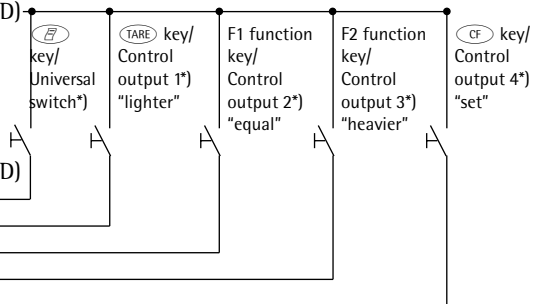 D)
key/
Universal
switch*)
TARE key/
Control
output 1*)
“lighter”
F1 function
key/
Control
output 2*)
“equal”
F2 function
key/
Control
output 3*)
“heavier”
CF key/
Control
output 4*)
“set”
D)